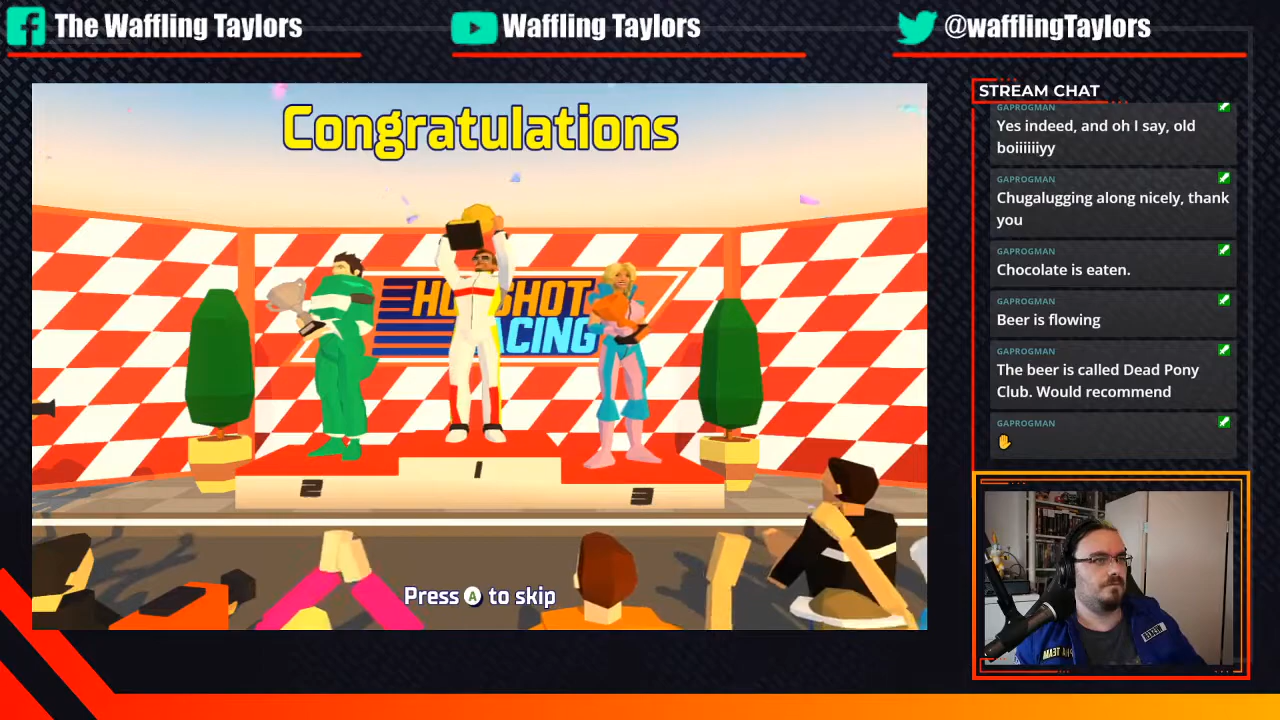 The Waffling Taylors
Waffling Taylors
@wafflingTaylors
STREAM CHAT
GAPROGMAN
Yes indeed, and oh I say, old
boiiiiiiyy
GAPROGMAN
Chugalugging along nicely, thank
you
GAPROGMAN
Chocolate is eaten.
GAPROGMAN
Beer is flowing
GAPROGMAN
The beer is called Dead Pony
Club. Would recommend
GAPROGMAN
Congratulations
HOTSHOT
RACING
2
1
3
Press A to skip